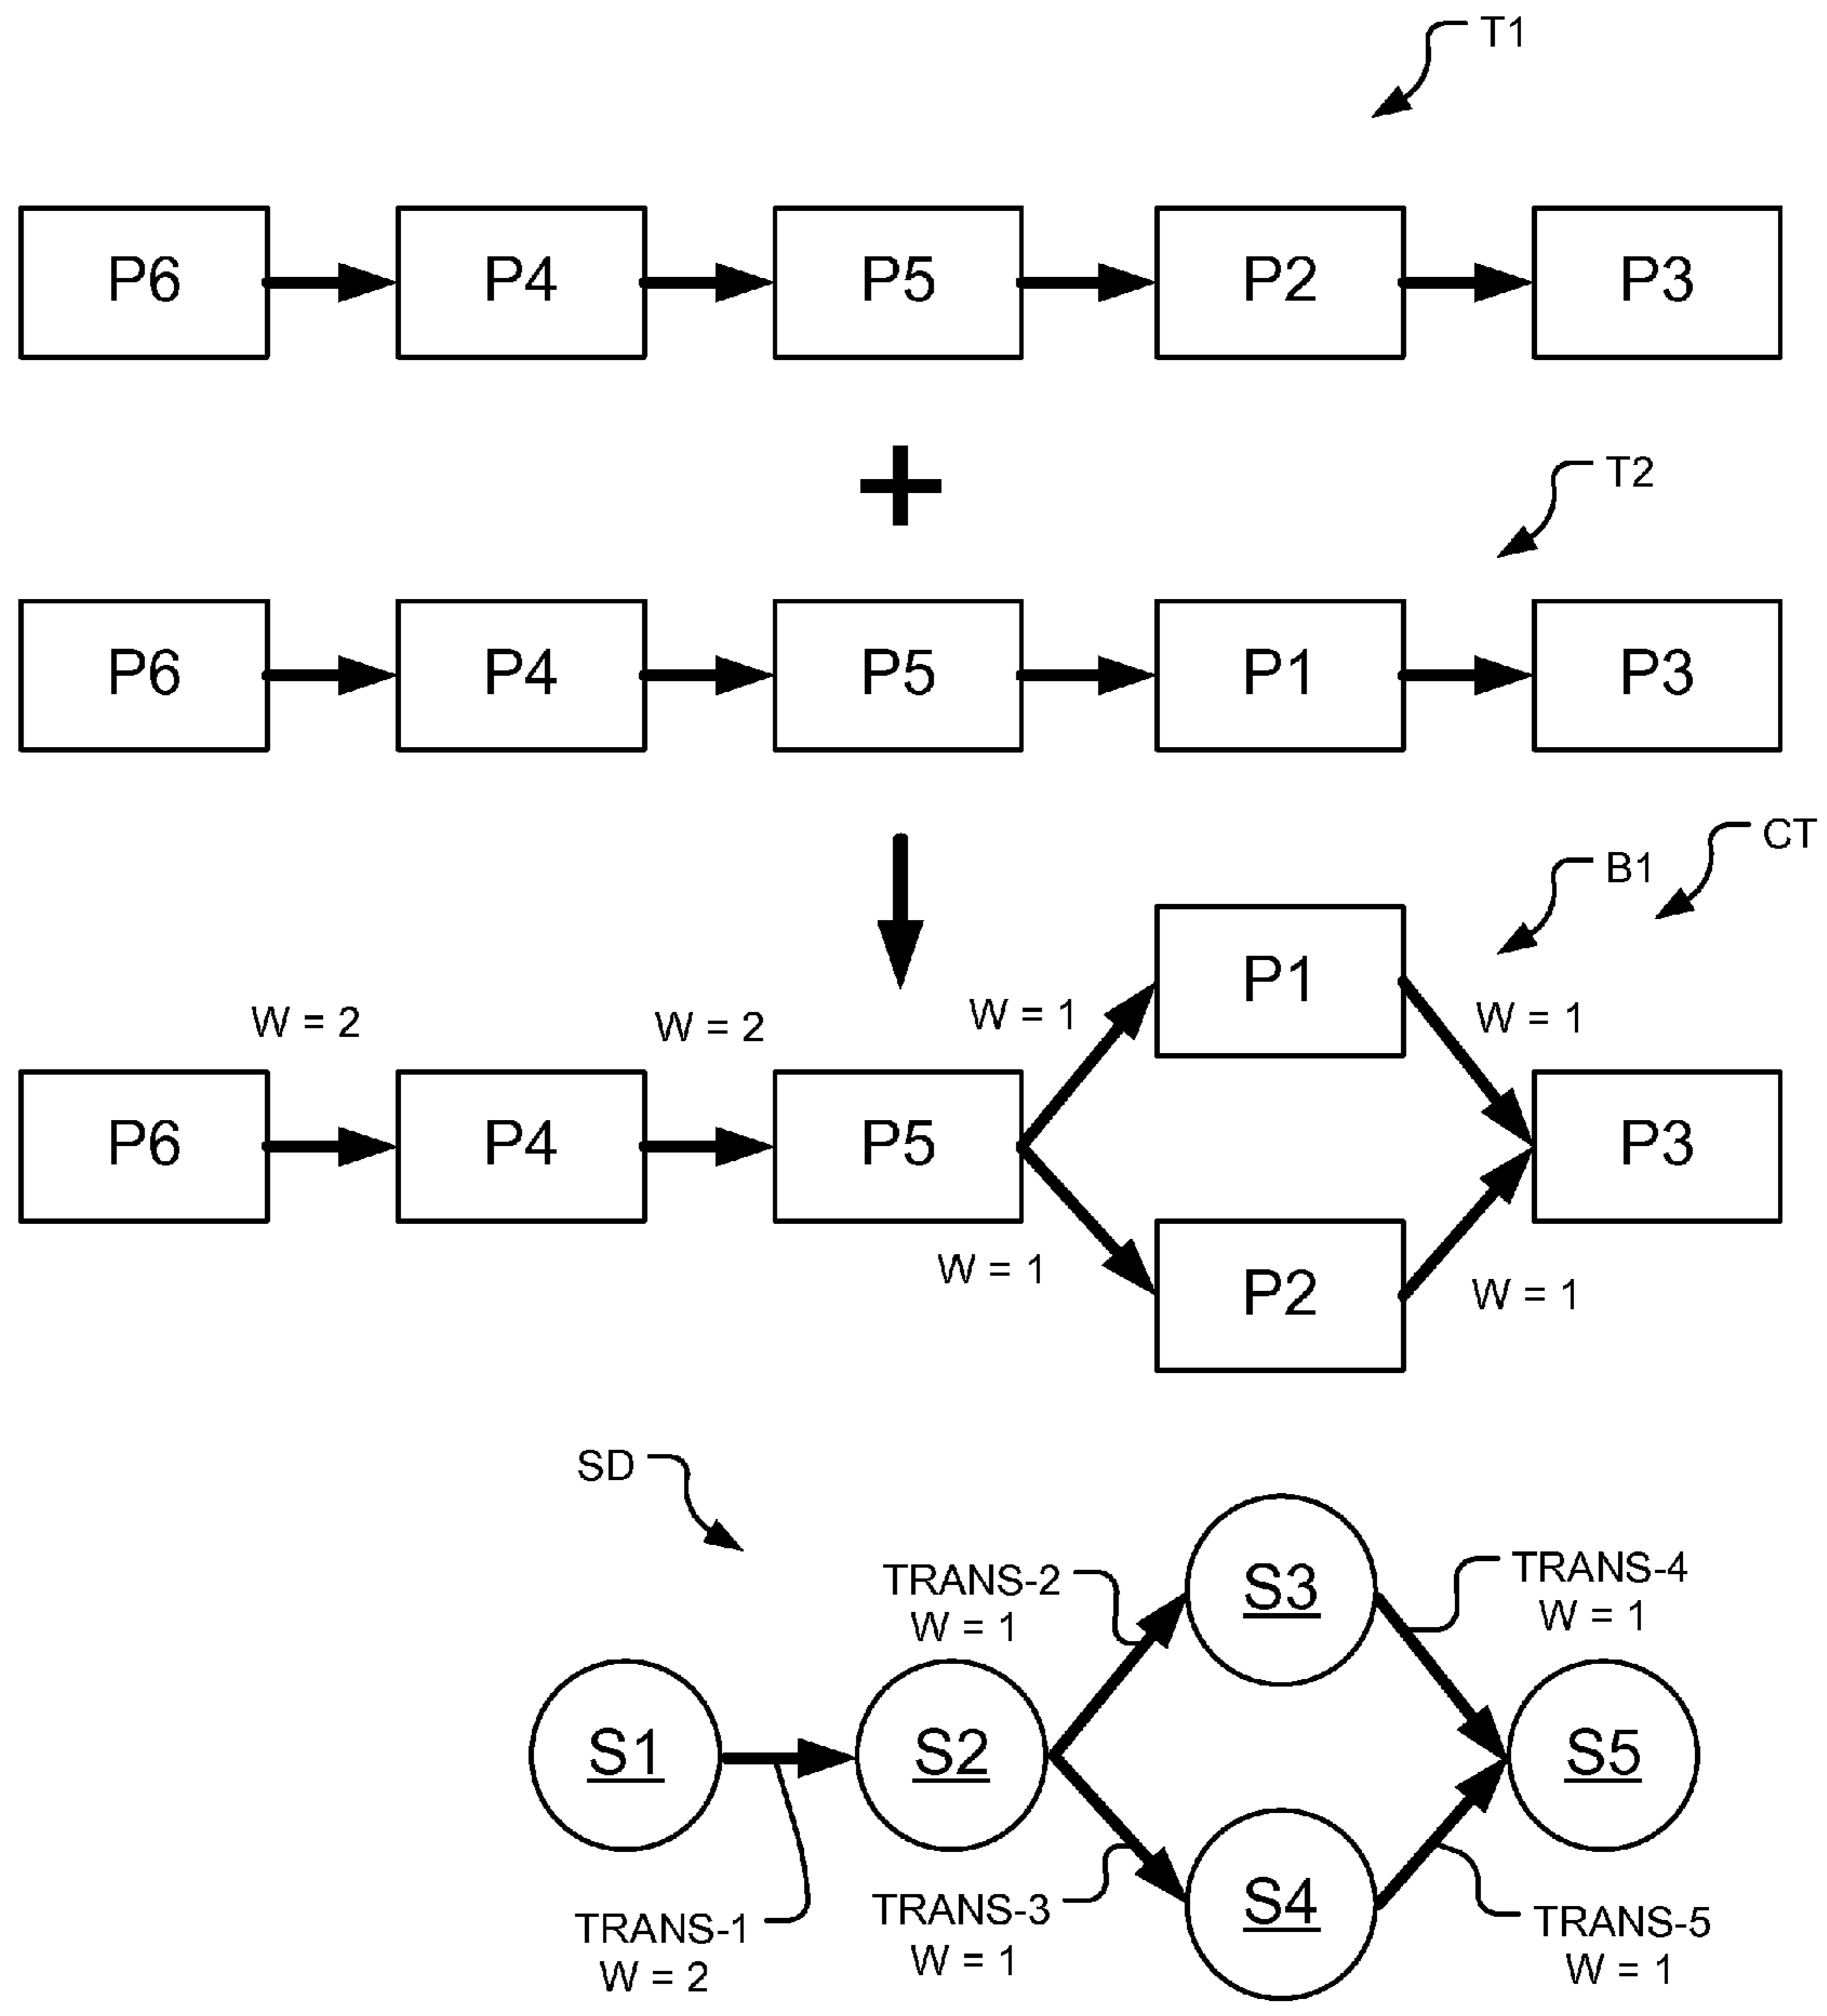 T1
P6 P4 P5 P2 P3
+
T2
P6 P4 P5 P1 P3
CT
B1
P1
W = 2 W = 2 W = 1 W = 1
P6 P4 P5 P3
W = 1 W = 1
P2
SD
TRANS-2
W = 1
S3
TRANS-4
W = 1
S1 S2 S5
TRANS-1
W = 2
TRANS-3
W = 1
S4
TRANS-5
W = 1